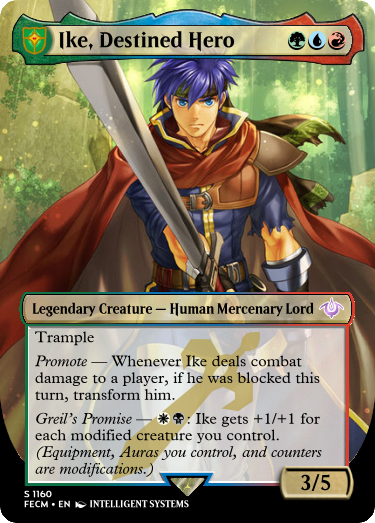 Ike, Destined Hero
Legendary Creature — Human Mercenary Lord
Trample
Promote — Whenever Ike deals combat
damage to a player, if he was blocked this
turn, transform him.
Greil's Promise — : Ike gets +1/+1 for
each modified creature you control.
(Equipment, Auras you control, and counters
are modifications.)
3/5
S 1160
FECM • EN INTELLIGENT SYSTEMS